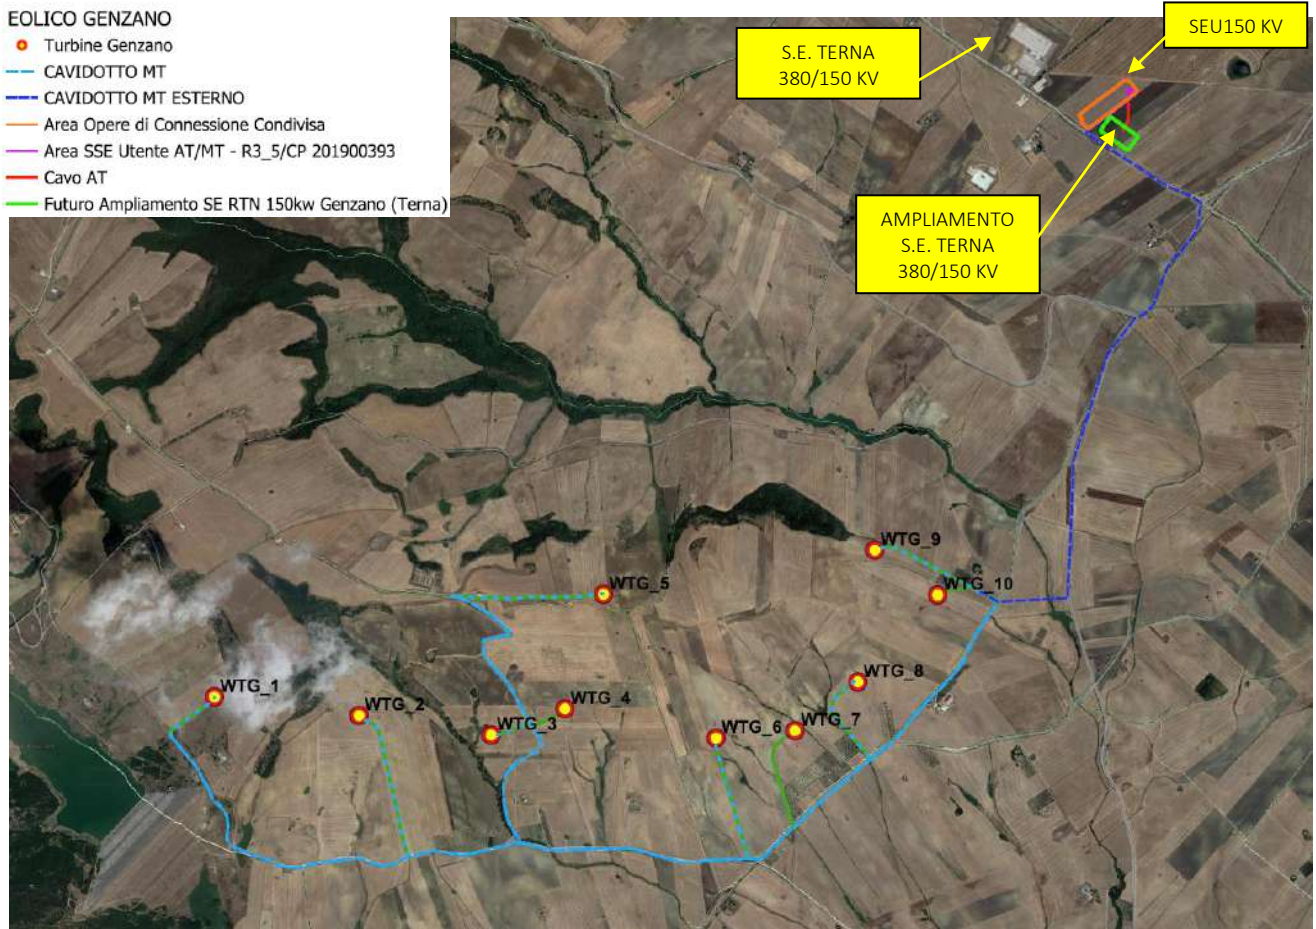 EOLICO GENZANO
Turbine Genzano
CAVIDOTTO MT
CAVIDOTTO MT ESTERNO
Area Opere di Connessione Condivisa
Area SSE Utente AT/MT - R3_5/CP 201900393
Cavo AT
Futuro Ampliamento SE RTN 150kw Genzano (Terna)
S.E. TERNA
380/150 KV
SEU150 KV
AMPLIAMENTO
S.E. TERNA
380/150 KV
WTG_9
WTG_5
WTG_10
WTG_1
WTG_8
WTG_4
WTG_2
WTG_3
WTG_6
WTG_7